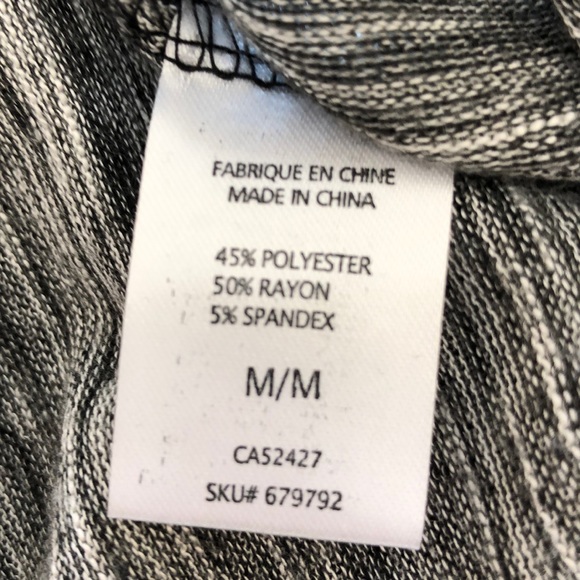 FABRIQUE EN CHINE
MADE IN CHINA
45% POLYESTER
50% RAYON
5% SPANDEX
M/M
CA52427
SKU# 679792